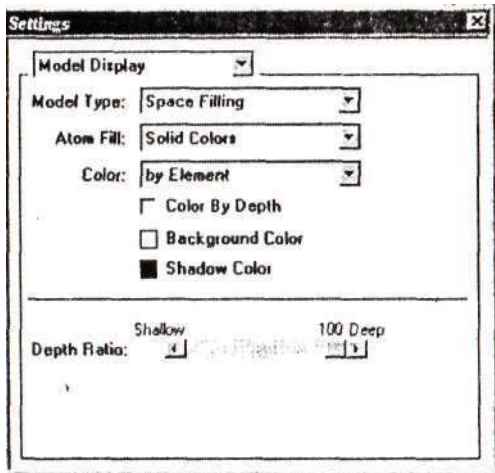 Settings
Model Display
Model Type: Space Filling
Atom Fill: Solid Colors
Color: by Element
Color By Depth
Background Color
Shadow Color
Shallow 100 Deep
Depth Ratio: